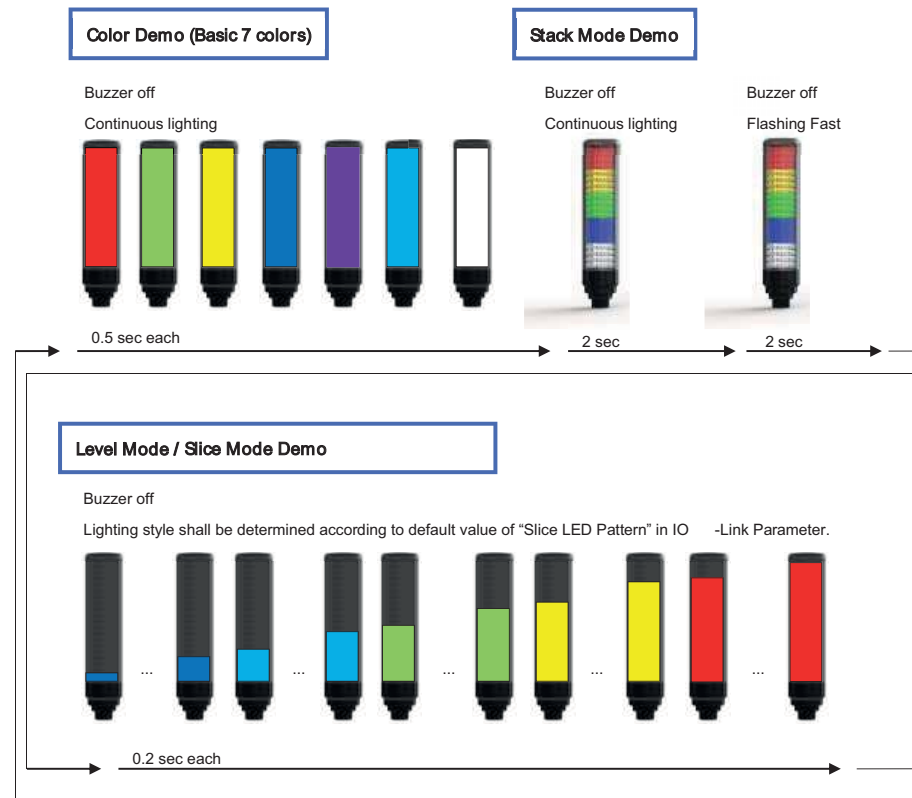 Color Demo (Basic 7 colors)
Stack Mode Demo
Buzzer off
Continuous lighting
Buzzer off
Continuous lighting
Buzzer off
Flashing Fast
0.5 sec each
2 sec
2 sec
Level Mode / Slice Mode Demo
Buzzer off
Lighting style shall be determined according to default value of “Slice LED Pattern” in IO -Link Parameter.
... ... ... ... ...
0.2 sec each